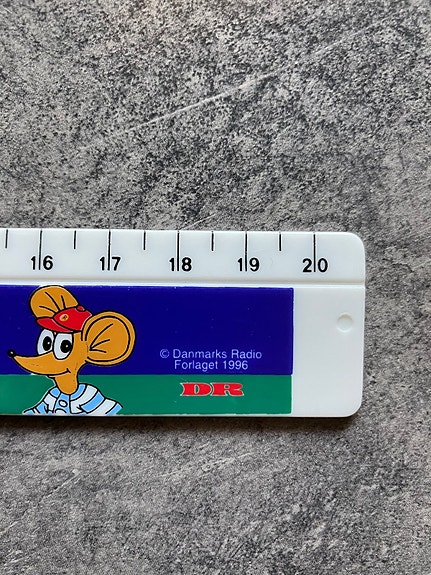 16 17 18 19 20
© Danmarks Radio
Forlaget 1996
DR